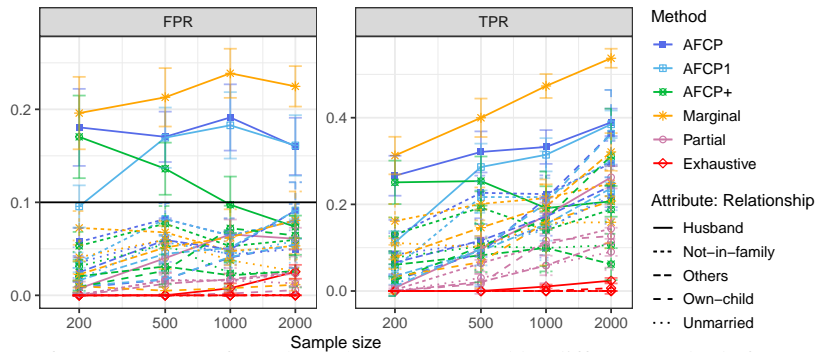 FPR
TPR
0.0
0.1
0.2
0.0
0.2
0.4
200
500
1000
2000
200
500
1000
2000
Sample size
Method
AFCP
AFCP1
AFCP+
Marginal
Partial
Exhaustive
Attribute: Relationship
Husband
Not−in−family
Others
Own−child
Unmarried